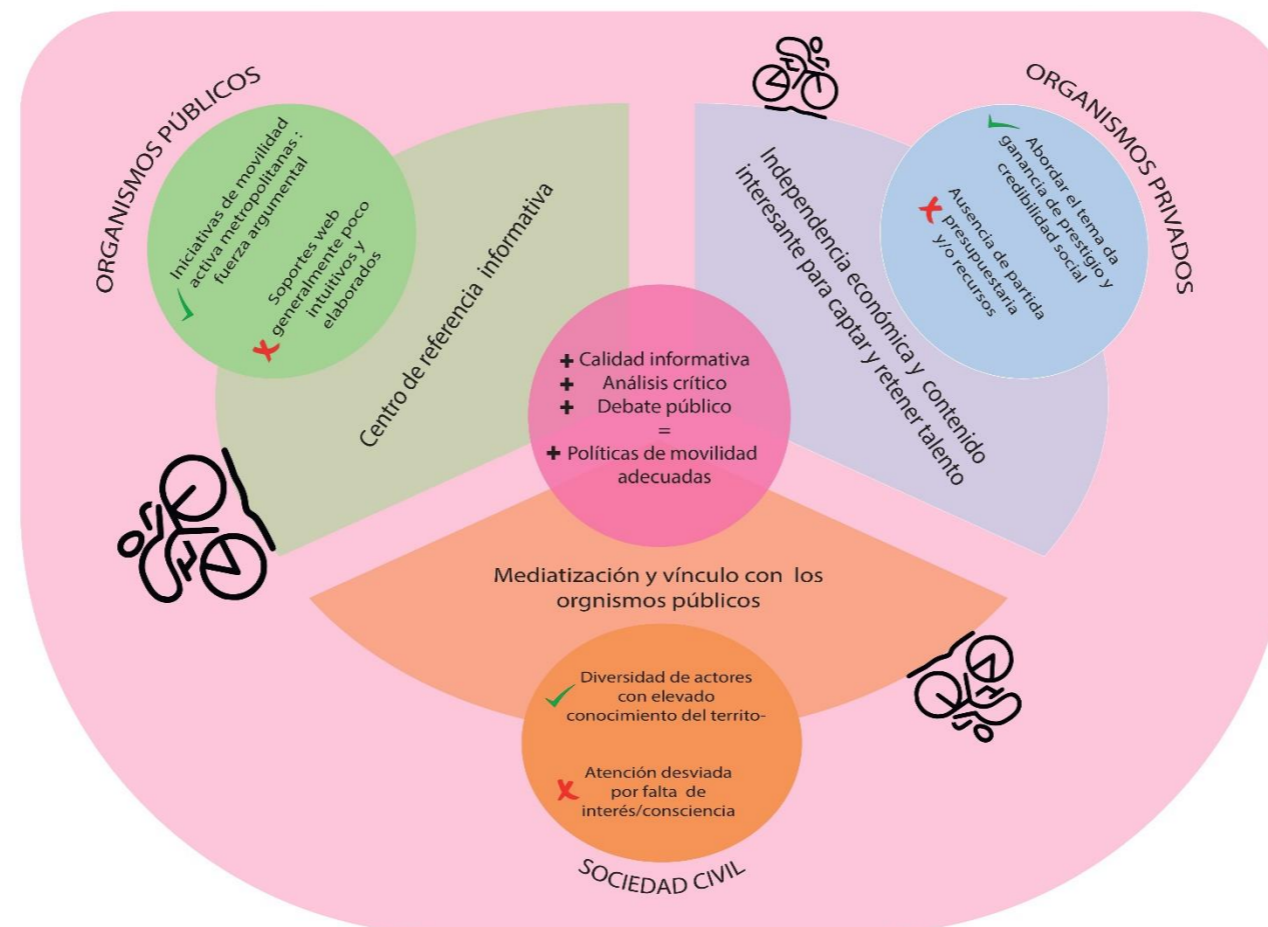 ORGANISMOS PÚBLICOS
Iniciativas de movilidad
activa metropolitanas :
fuerza argumental
Soportes web
generalmente poco
intuitivos y
elaborados
Centro de referencia informativa
ORGANISMOS PRIVADOS
Abordar el tema da
ganancia de prestigio y
credibilidad social
Ausencia de partida
presupuestaria
y/o recursos
Independencia económica y contenido
interesante para captar y retener talento
+ Calidad informativa
+ Análisis crítico
+ Debate público
=
+ Políticas de movilidad
adecuadas
Mediatización y vínculo con los
orgnismos públicos
Diversidad de actores
con elevado
conocimiento del territo-
Atención desviada
por falta de
interés/consciencia
SOCIEDAD CIVIL